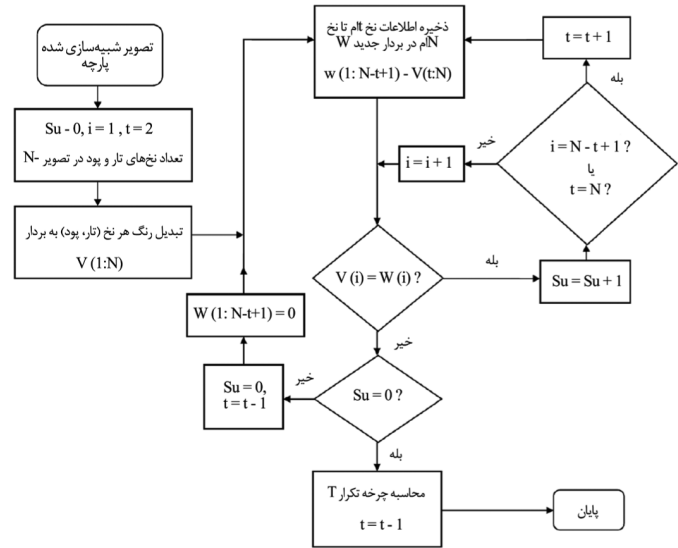 تصویر شبیه‌سازی شده
پارچه
Su - 0, i = 1 , t = 2
تعداد نخ‌های تار و پود در تصویر -N
تبدیل رنگ هر نخ (تار، پود) به بردار
V (1:N)
ذخیره اطلاعات نخ tام تا نخ
Nام در بردار جدید W
w (1: N-t+1) - V(t:N)
t = t + 1
بله
i = N - t + 1 ?
یا
t = N ?
خیر
i = i + 1
V (i) = W (i) ?
بله
Su = Su + 1
خیر
W (1: N-t+1) = 0
Su = 0,
t = t - 1
خیر
Su = 0 ?
بله
محاسبه چرخه تکرار T
t = t - 1
پایان